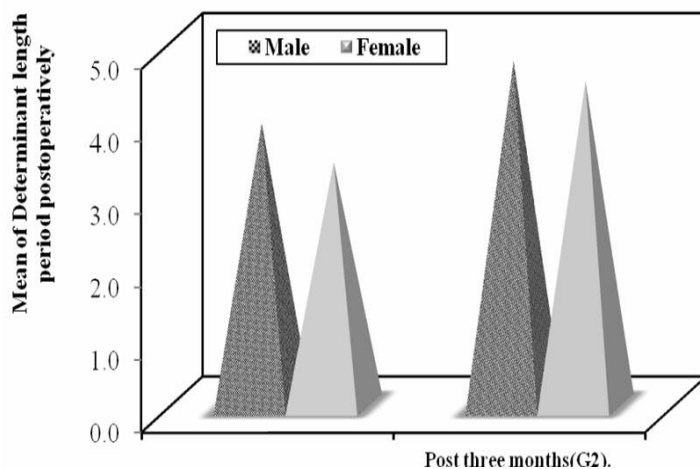 Mean of Determinant length
period postoperatively
Male Female
5.0
4.0
3.0
2.0
1.0
0.0
Post three months(G2).